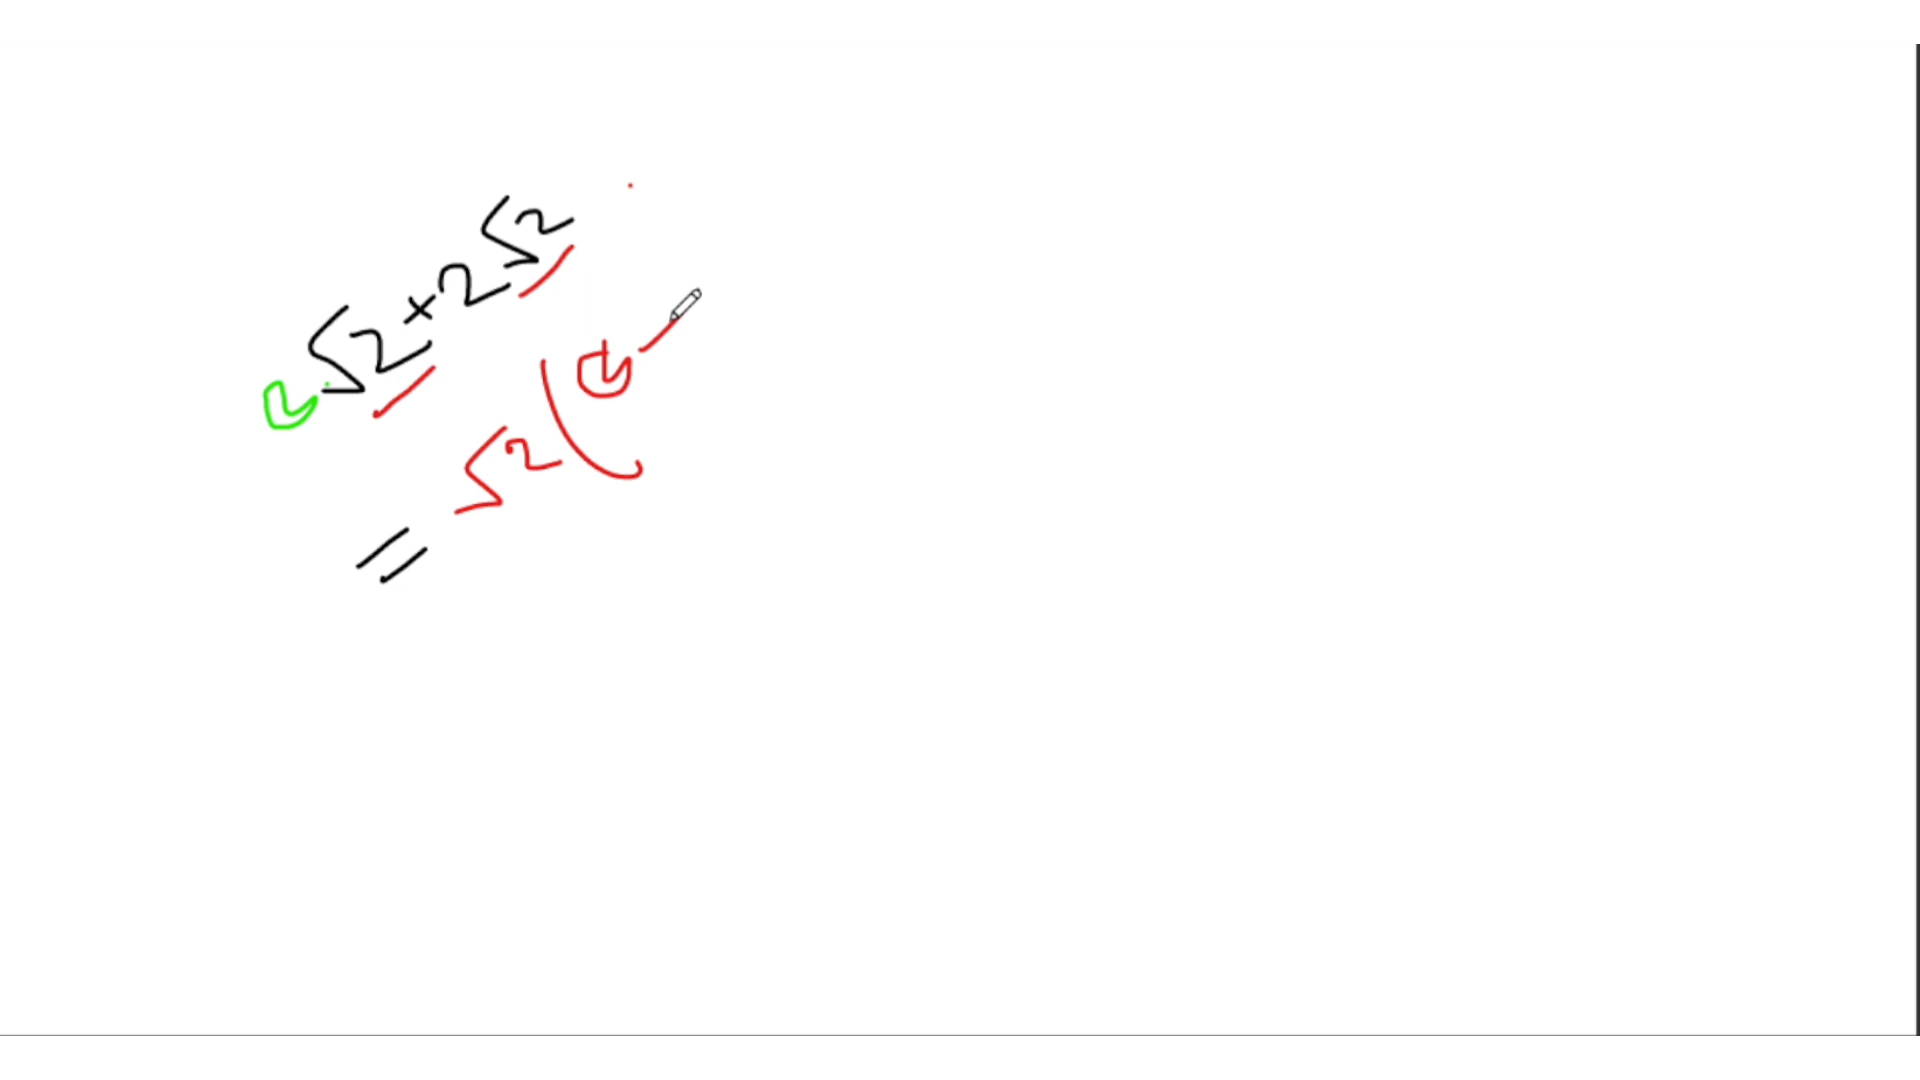 √2+2√2
= √2(